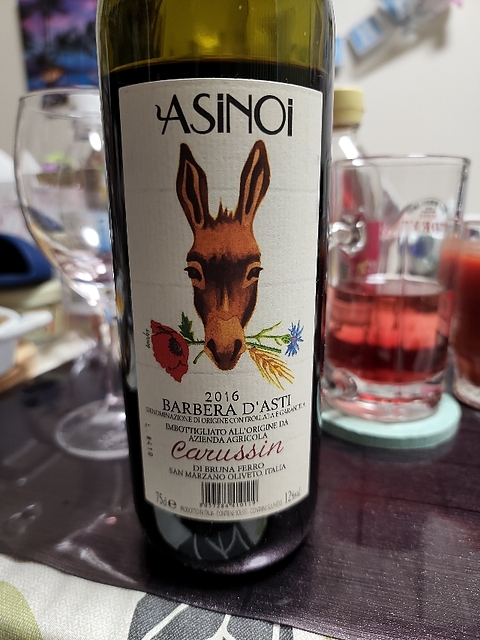 ASiNOi
2016
BARBERA D'ASTI
DENOMINAZIONE DI ORIGINE CONTROLLATA E GARANTITA
IMBOTTIGLIATO ALL'ORIGINE DA
AZIENDA AGRICOLA
Carussin
DI BRUNA FERRO
SAN MARZANO OLIVETO, ITALIA
75cl e
12%vol